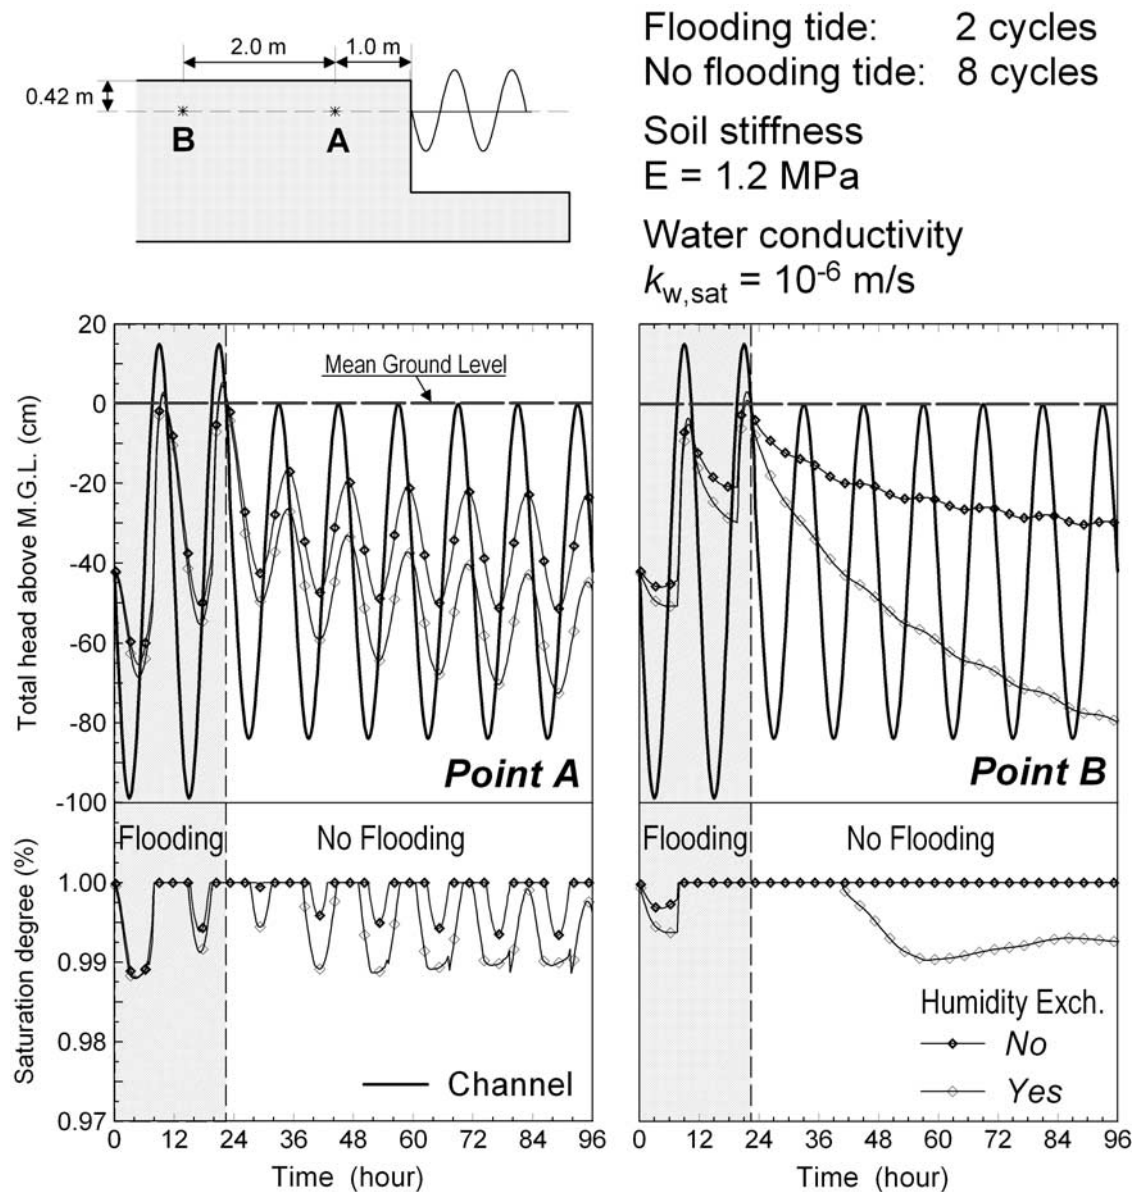 Flooding tide: 2 cycles
No flooding tide: 8 cycles
Soil stiffness
E = 1.2 MPa
Water conductivity
kw,sat = 10-6 m/s
2.0 m
1.0 m
0.42 m
B
A
Total head above M.G.L. (cm)
20
0
-20
-40
-60
-80
-100
Mean Ground Level
Point A
Point B
Saturation degree (%)
1.00
0.99
0.98
0.97
Flooding
No Flooding
Channel
Flooding
No Flooding
Humidity Exch.
No
Yes
0 12 24 36 48 60 72 84 96
Time (hour)
0 12 24 36 48 60 72 84 96
Time (hour)